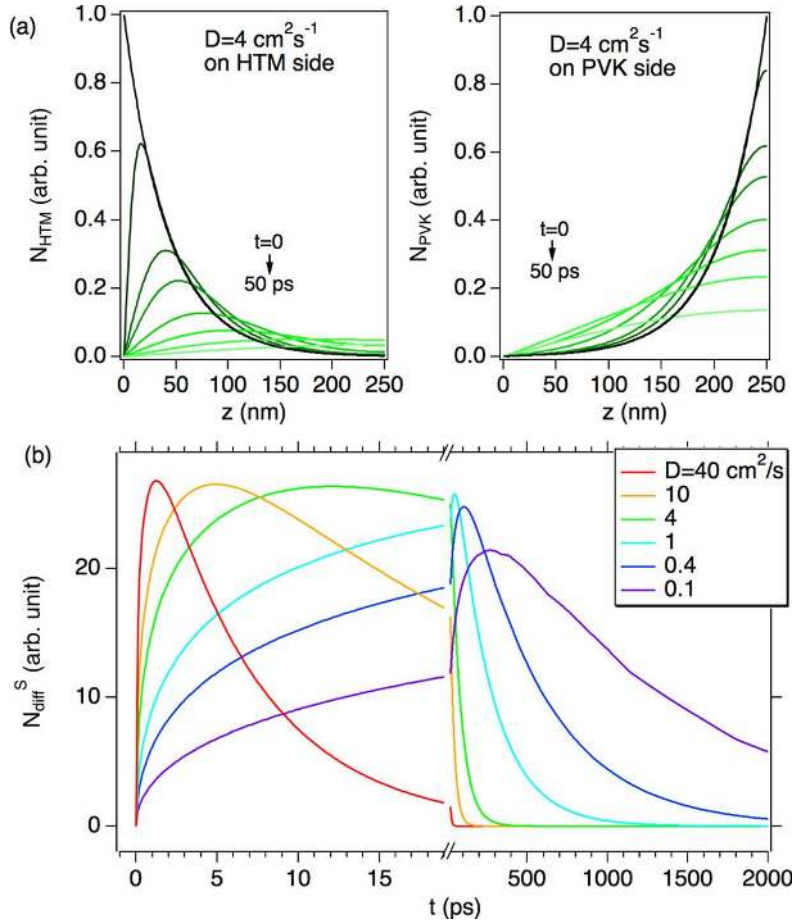 (a)
D=4 cm²s⁻¹
on HTM side
t=0
50 ps
N_HTM (arb. unit)
1.0
0.8
0.6
0.4
0.2
0.0
0 50 100 150 200 250
z (nm)
D=4 cm²s⁻¹
on PVK side
t=0
50 ps
N_PVK (arb. unit)
1.0
0.8
0.6
0.4
0.2
0.0
0 50 100 150 200 250
z (nm)
(b)
D=40 cm²/s
10
4
1
0.4
0.1
N_diff^S (arb. unit)
20
10
0
0 5 10 15 500 1000 1500 2000
t (ps)